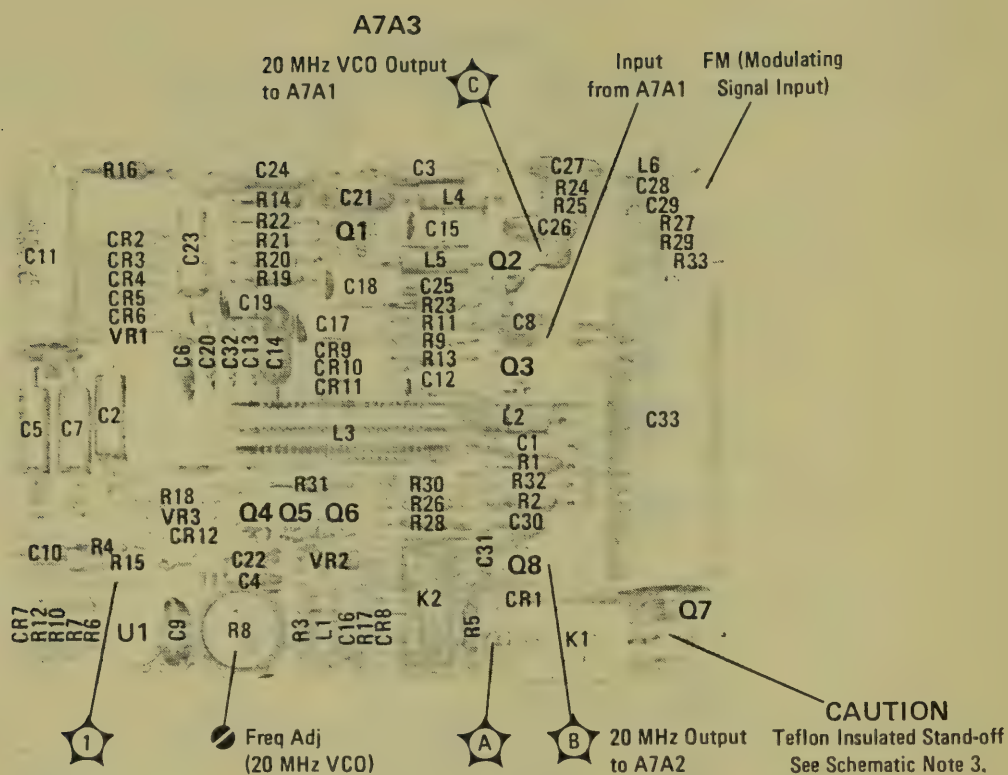 A7A3
20 MHz VCO Output
to A7A1
C
Input
from A7A1
FM (Modulating
Signal Input)
R16
C24
C3
C27
L6
R14
C21
L4
R24
C28
R22
Q1
C15
R25
C29
CR2
C23
R21
C26
R27
C11
CR3
R20
L5
Q2
R29
CR4
R19
C18
C25
R33
CR5
C19
R23
CR6
C17
R11
C8
VR1
C6
C20
C32
C13
C14
CR9
R9
CR10
R13
Q3
CR11
C12
C5
C7
C2
L3
L2
C33
C1
R1
R31
R30
R32
R18
R26
R2
VR3
Q4
Q5
Q6
R28
C30
CR12
C10
R4
R15
C22
VR2
C31
Q8
C4
K2
CR1
Q7
CR7
R12
R10
R7
R6
U1
C9
R8
R3
L1
C16
R17
CR8
R5
K1
1
Freq Adj
(20 MHz VCO)
A
B
20 MHz Output
to A7A2
CAUTION
Teflon Insulated Stand-off
See Schematic Note 3.